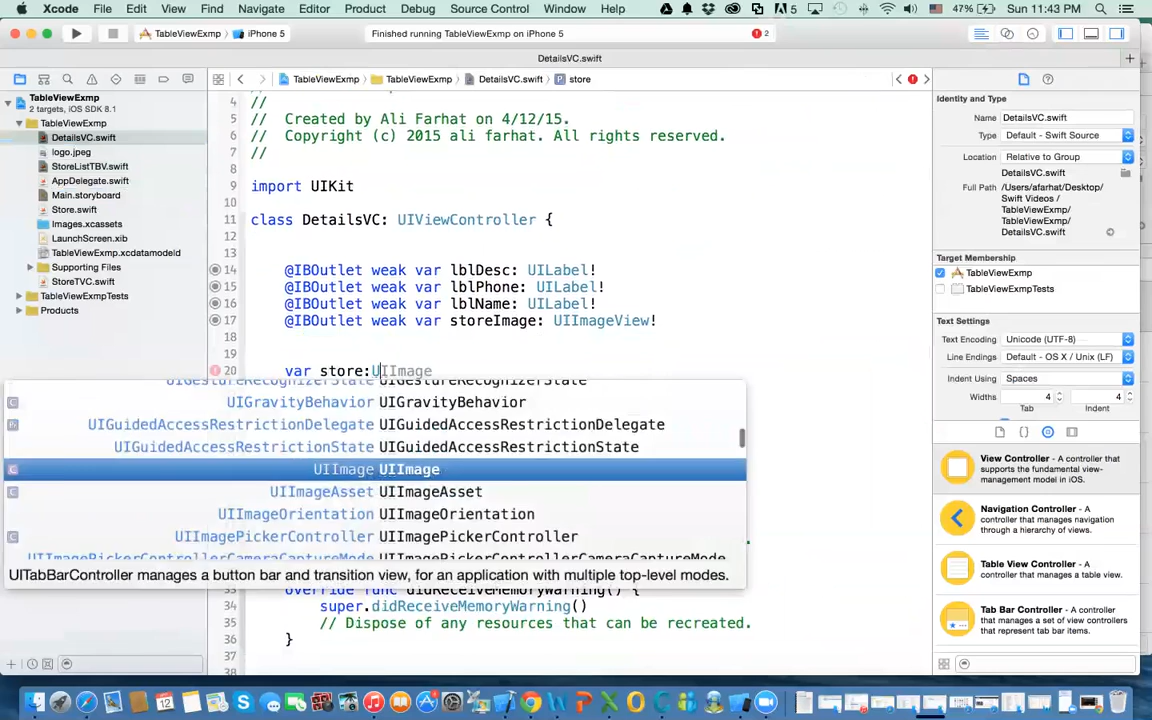 Xcode File Edit View Find Navigate Editor Product Debug Source Control Window Help 5 47% Sun 11:43 PM
TableViewExmp iPhone 5 Finished running TableViewExmp on iPhone 5 2
DetailsVC.swift
TableViewExmp TableViewExmp DetailsVC.swift store
TableViewExmp
2 targets, iOS SDK 8.1
TableViewExmp
DetailsVC.swift
logo.jpeg
StoreListTBV.swift
AppDelegate.swift
Main.storyboard
Store.swift
Images.xcassets
LaunchScreen.xib
TableViewExmp.xcdatamodeld
Supporting Files
StoreTVC.swift
TableViewExmpTests
Products
4 //
5 // Created by Ali Farhat on 4/12/15.
6 // Copyright (c) 2015 ali farhat. All rights reserved.
7 //
8
9 import UIKit
10
11 class DetailsVC: UIViewController {
12
13
14 @IBOutlet weak var lblDesc: UILabel!
15 @IBOutlet weak var lblPhone: UILabel!
16 @IBOutlet weak var lblName: UILabel!
17 @IBOutlet weak var storeImage: UIImageView!
18
19
20 var store:UIImage
UIGestureRecognizerState UIGestureRecognizerState
UIGravityBehavior UIGravityBehavior
UIGuidedAccessRestrictionDelegate UIGuidedAccessRestrictionDelegate
UIGuidedAccessRestrictionState UIGuidedAccessRestrictionState
UIImage UIImage
UIImageAsset UIImageAsset
UIImageOrientation UIImageOrientation
UIImagePickerController UIImagePickerController
UIImagePickerControllerCameraCaptureMode UIImagePickerControllerCameraCaptureMode
UITabBarController manages a button bar and transition view, for an application with multiple top-level modes.
33 override func didReceiveMemoryWarning() {
34 super.didReceiveMemoryWarning()
35 // Dispose of any resources that can be recreated.
36 }
37
38
Identity and Type
Name DetailsVC.swift
Type Default - Swift Source
Location Relative to Group
DetailsVC.swift
Full Path /Users/afarhat/Desktop/
Swift Videos /
TableViewExmp/
TableViewExmp/
DetailsVC.swift
Target Membership
TableViewExmp
TableViewExmpTests
Text Settings
Text Encoding Unicode (UTF-8)
Line Endings Default - OS X / Unix (LF)
Indent Using Spaces
Widths 4 4
Tab Indent
View Controller - A controller
that supports the fundamental view-
management model in iOS.
Navigation Controller - A
controller that manages navigation
through a hierarchy of views.
Table View Controller - A
controller that manages a table view.
Tab Bar Controller - A controller
that manages a set of view controllers
that represent tab bar items.